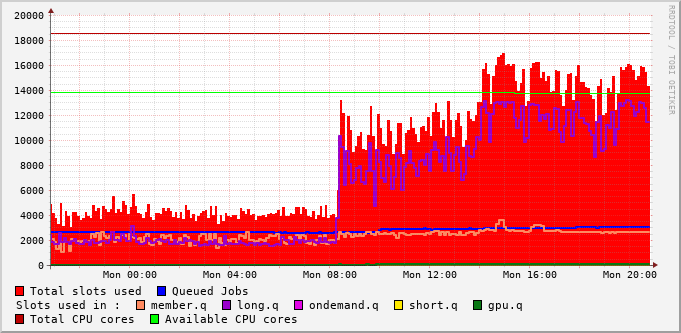 20000
18000
16000
14000
12000
10000
8000
6000
4000
2000
0
Mon 00:00 Mon 04:00 Mon 08:00 Mon 12:00 Mon 16:00 Mon 20:00
Total slots used Queued Jobs
Slots used in : member.q long.q ondemand.q short.q gpu.q
Total CPU cores Available CPU cores
RRDTOOL / TOBI OETIKER